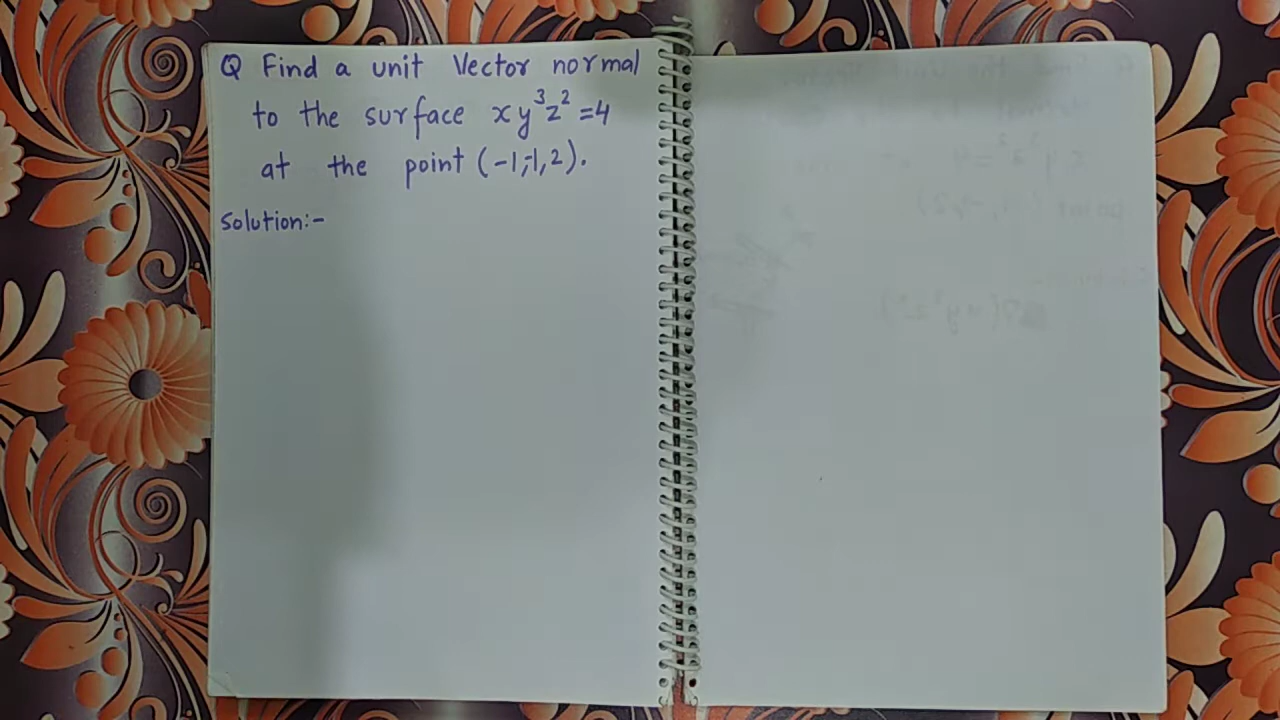 Q Find a unit Vector normal
to the surface xy³z² = 4
at the point (-1,-1,2).
Solution:-